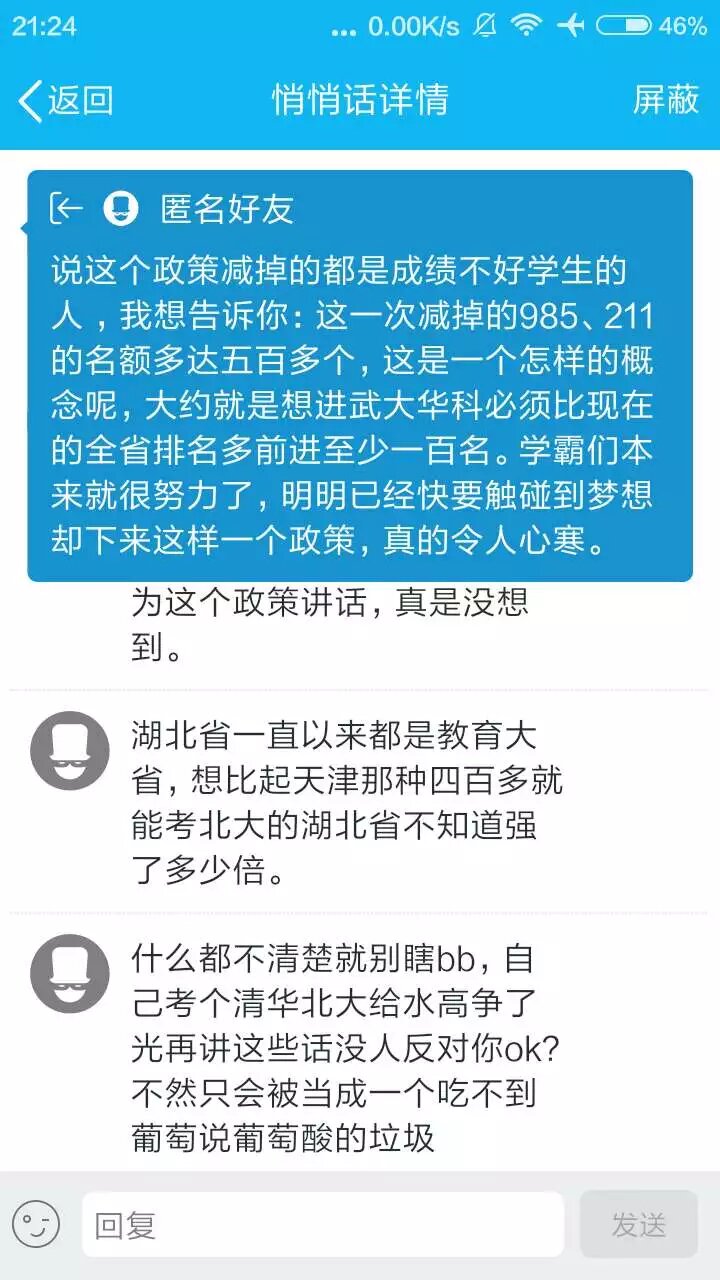 21:24
... 0.00K/s 46%
返回
悄悄话详情
屏蔽
匿名好友
说这个政策减掉的都是成绩不好学生的
人，我想告诉你：这一次减掉的985、211
的名额多达五百多个，这是一个怎样的概
念呢，大约就是想进武大华科必须比现在
的全省排名多前进至少一百名。学霸们本
来就很努力了，明明已经快要触碰到梦想
却下来这样一个政策，真的令人心寒。
为这个政策讲话，真是没想
到。
湖北省一直以来都是教育大
省，想比起天津那种四百多就
能考北大的湖北省不知道强
了多少倍。
什么都不清楚就别瞎bb，自
己考个清华北大给水高争了
光再讲这些话没人反对你ok?
不然只会被当成一个吃不到
葡萄说葡萄酸的垃圾
回复
发送